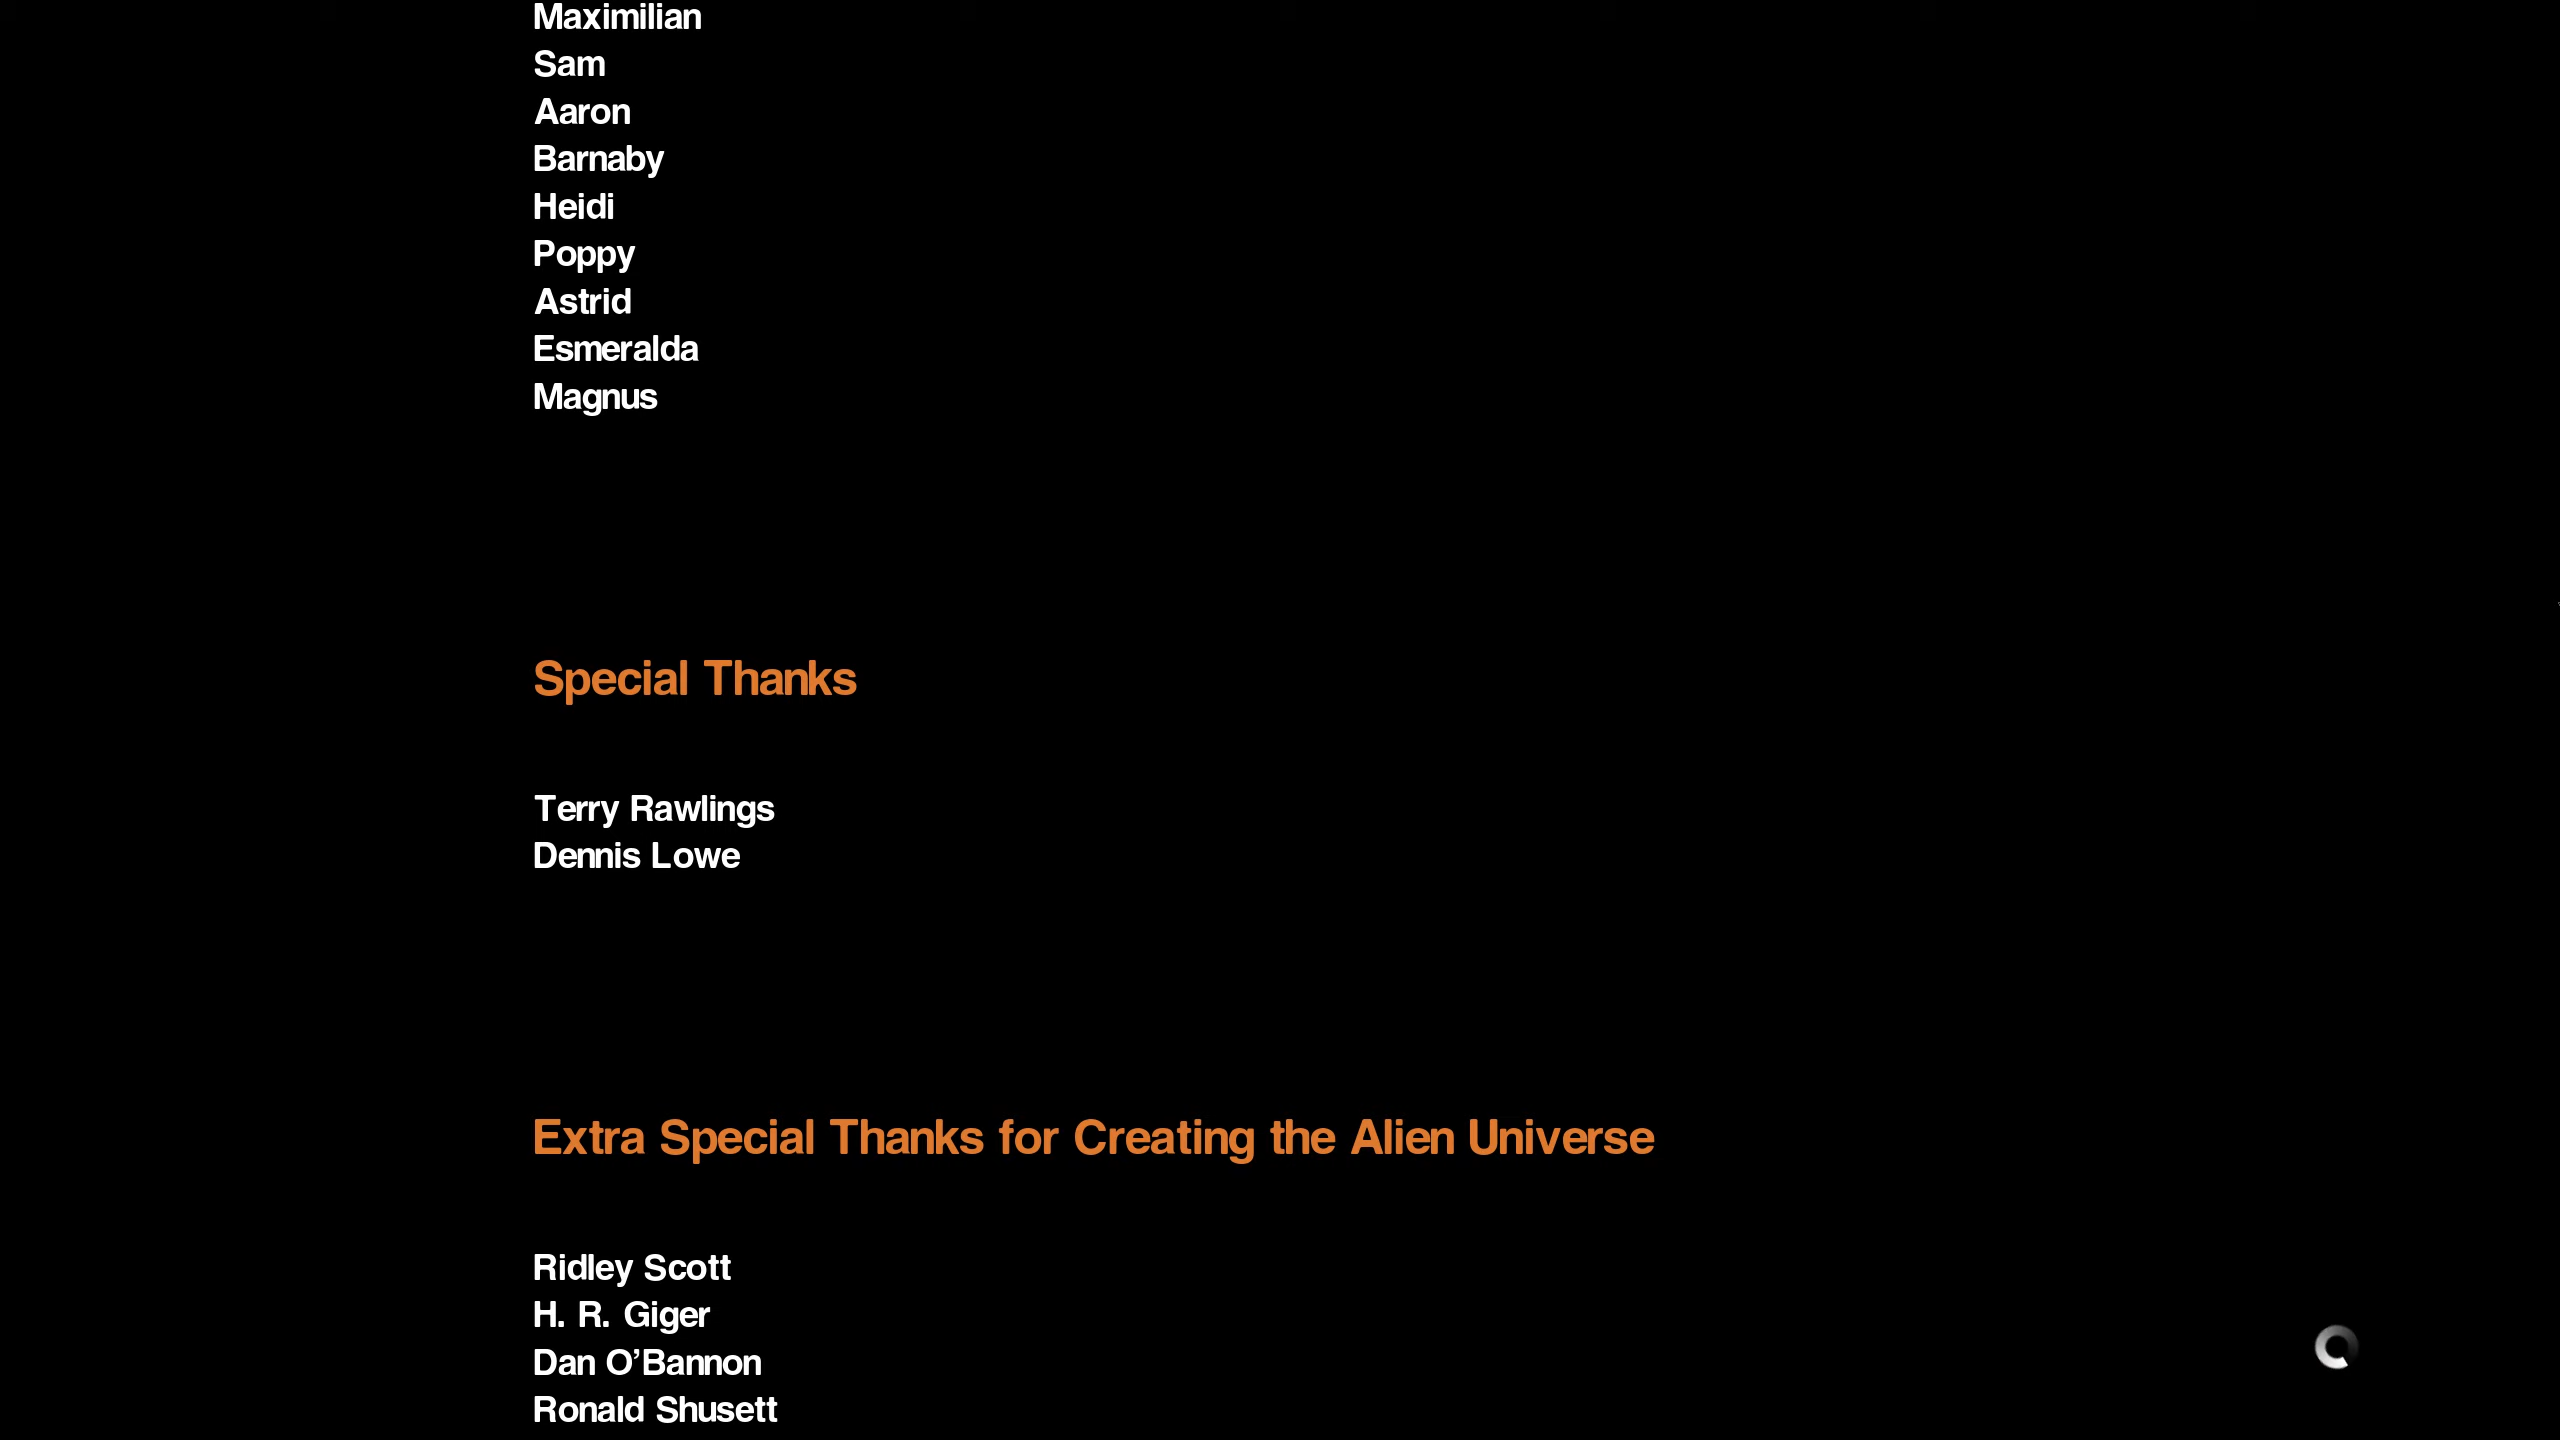 Maximilian
Sam
Aaron
Barnaby
Heidi
Poppy
Astrid
Esmeralda
Magnus
Special Thanks
Terry Rawlings
Dennis Lowe
Extra Special Thanks for Creating the Alien Universe
Ridley Scott
H. R. Giger
Dan O’Bannon
Ronald Shusett